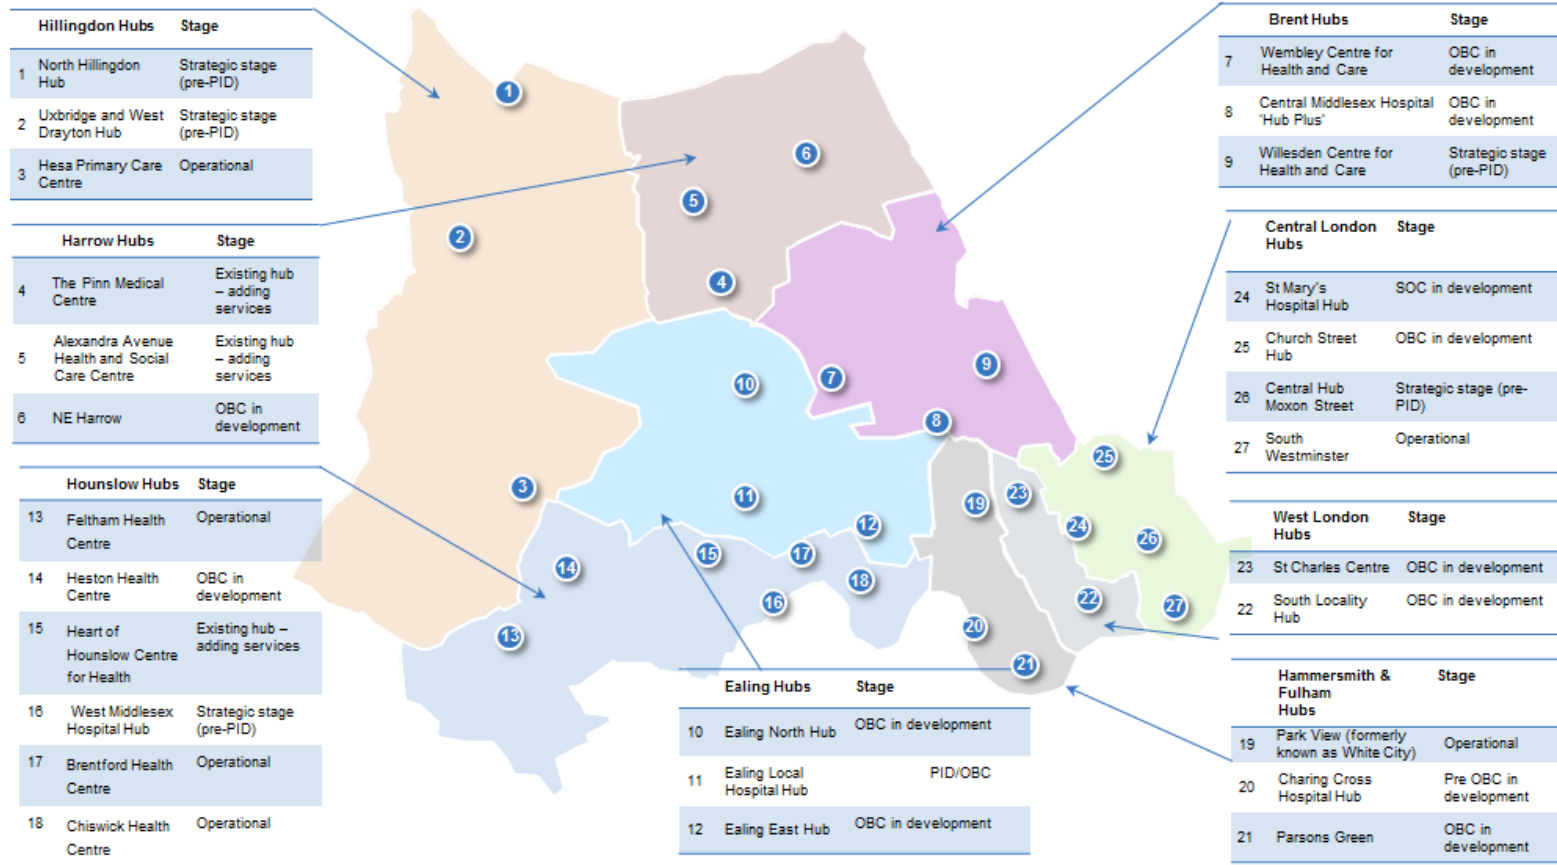 Hillingdon Hubs Stage
1 North Hillingdon Strategic stage
Hub (pre-PID)
2 Uxbridge and West Strategic stage
Drayton Hub (pre-PID)
3 Hesa Primary Care Operational
Centre
Harrow Hubs Stage
4 The Pinn Medical Existing hub
Centre – adding
services
5 Alexandra Avenue Existing hub
Health and Social – adding
Care Centre services
6 NE Harrow OBC in
development
Hounslow Hubs Stage
13 Feltham Health Operational
Centre
14 Heston Health OBC in
Centre development
15 Heart of Existing hub –
Hounslow Centre adding services
for Health
16 West Middlesex Strategic stage
Hospital Hub (pre-PID)
17 Brentford Health Operational
Centre
18 Chiswick Health Operational
Centre
1
2
3
4
5
6
7
8
9
10
11
12
13
14
15
16
17
18
19
20
21
22
23
24
25
26
27
Ealing Hubs Stage
10 Ealing North Hub OBC in development
11 Ealing Local PID/OBC
Hospital Hub
12 Ealing East Hub OBC in development
Brent Hubs Stage
7 Wembley Centre for OBC in
Health and Care development
8 Central Middlesex Hospital OBC in
'Hub Plus' development
9 Willesden Centre for Strategic stage
Health and Care (pre-PID)
Central London Stage
Hubs
24 St Mary's SOC in development
Hospital Hub
25 Church Street OBC in development
Hub
26 Central Hub Strategic stage (pre-
Moxon Street PID)
27 South Operational
Westminster
West London Stage
Hubs
23 St Charles Centre OBC in development
22 South Locality OBC in development
Hub
Hammersmith & Stage
Fulham
Hubs
19 Park View (formerly Operational
known as White City)
20 Charing Cross Pre OBC in
Hospital Hub development
21 Parsons Green OBC in
development